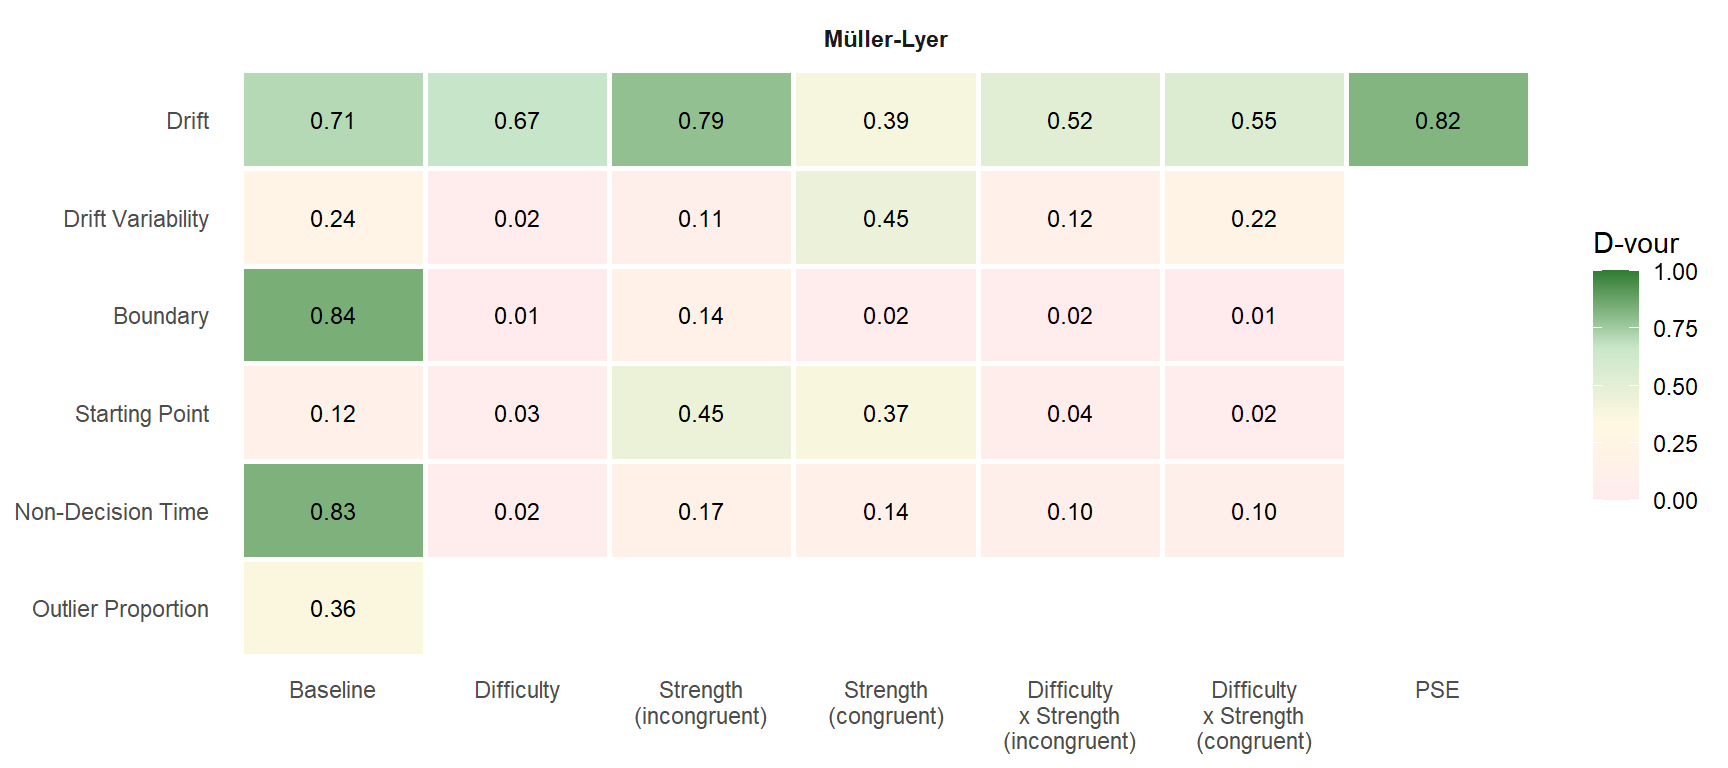 Müller-Lyer
Drift 0.71 0.67 0.79 0.39 0.52 0.55 0.82
Drift Variability 0.24 0.02 0.11 0.45 0.12 0.22
Boundary 0.84 0.01 0.14 0.02 0.02 0.01
Starting Point 0.12 0.03 0.45 0.37 0.04 0.02
Non-Decision Time 0.83 0.02 0.17 0.14 0.10 0.10
Outlier Proportion 0.36
Baseline
Difficulty
Strength
(incongruent)
Strength
(congruent)
Difficulty
x Strength
(incongruent)
Difficulty
x Strength
(congruent)
PSE
D-vour
1.00
0.75
0.50
0.25
0.00